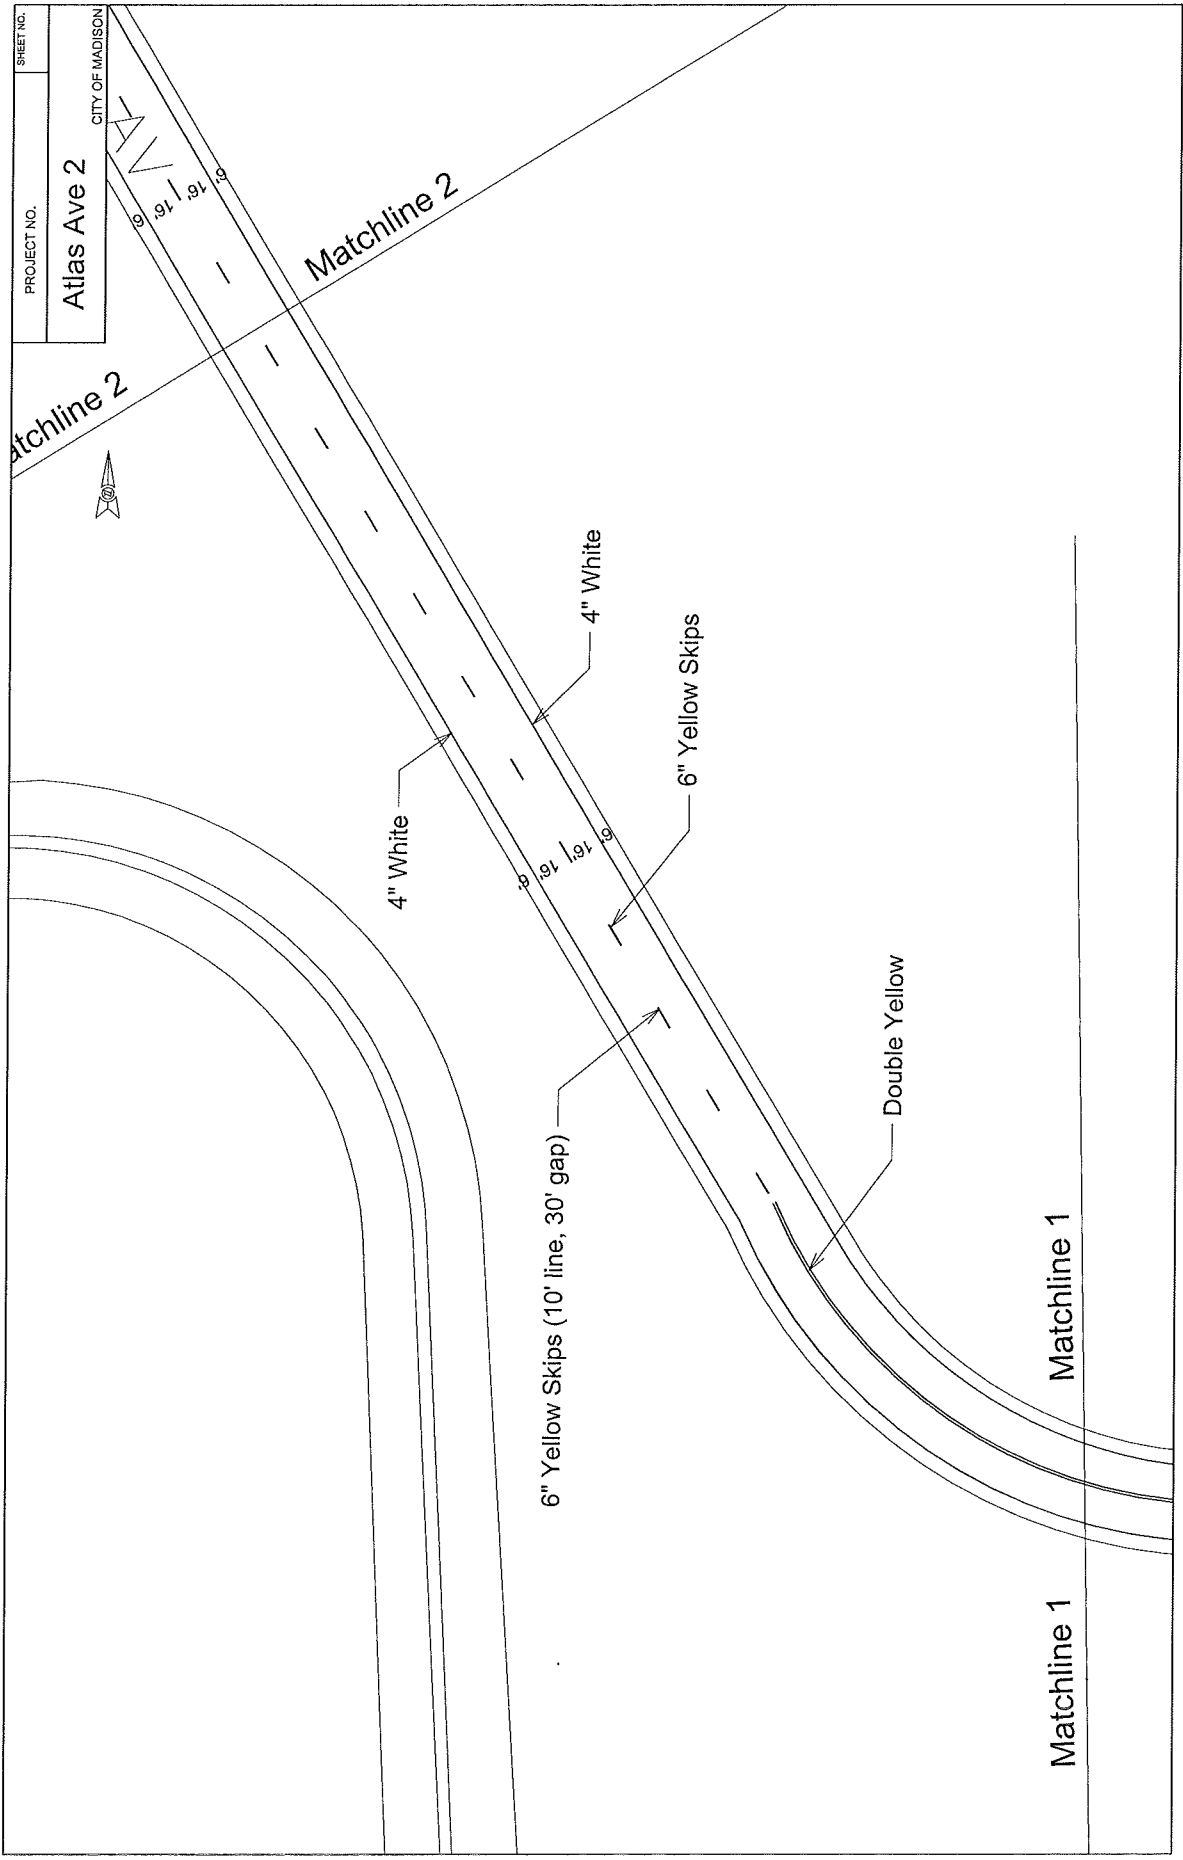 SHEET NO.
PROJECT NO.
CITY OF MADISON
Atlas Ave 2
AV
6'
16'
16'
6'
atchline 2
Matchline 2
4" White
4" White
6'
16'
16'
6'
6" Yellow Skips
6" Yellow Skips (10' line, 30' gap)
Double Yellow
Matchline 1
Matchline 1